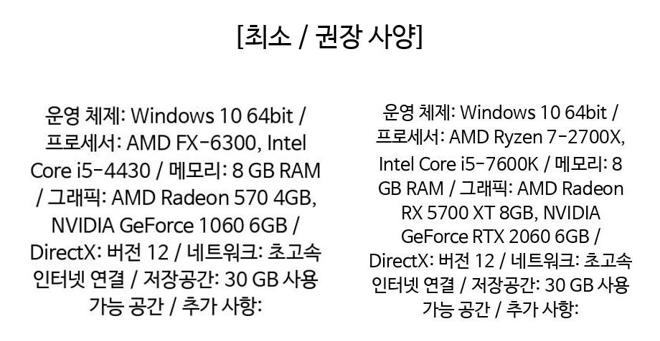 [최소 / 권장 사양]
운영 체제: Windows 10 64bit /
프로세서: AMD FX-6300, Intel
Core i5-4430 / 메모리: 8 GB RAM
/ 그래픽: AMD Radeon 570 4GB,
NVIDIA GeForce 1060 6GB /
DirectX: 버전 12 / 네트워크: 초고속
인터넷 연결 / 저장공간: 30 GB 사용
가능 공간 / 추가 사항:
운영 체제: Windows 10 64bit /
프로세서: AMD Ryzen 7-2700X,
Intel Core i5-7600K / 메모리: 8
GB RAM / 그래픽: AMD Radeon
RX 5700 XT 8GB, NVIDIA
GeForce RTX 2060 6GB /
DirectX: 버전 12 / 네트워크: 초고속
인터넷 연결 / 저장공간: 30 GB 사용
가능 공간 / 추가 사항: